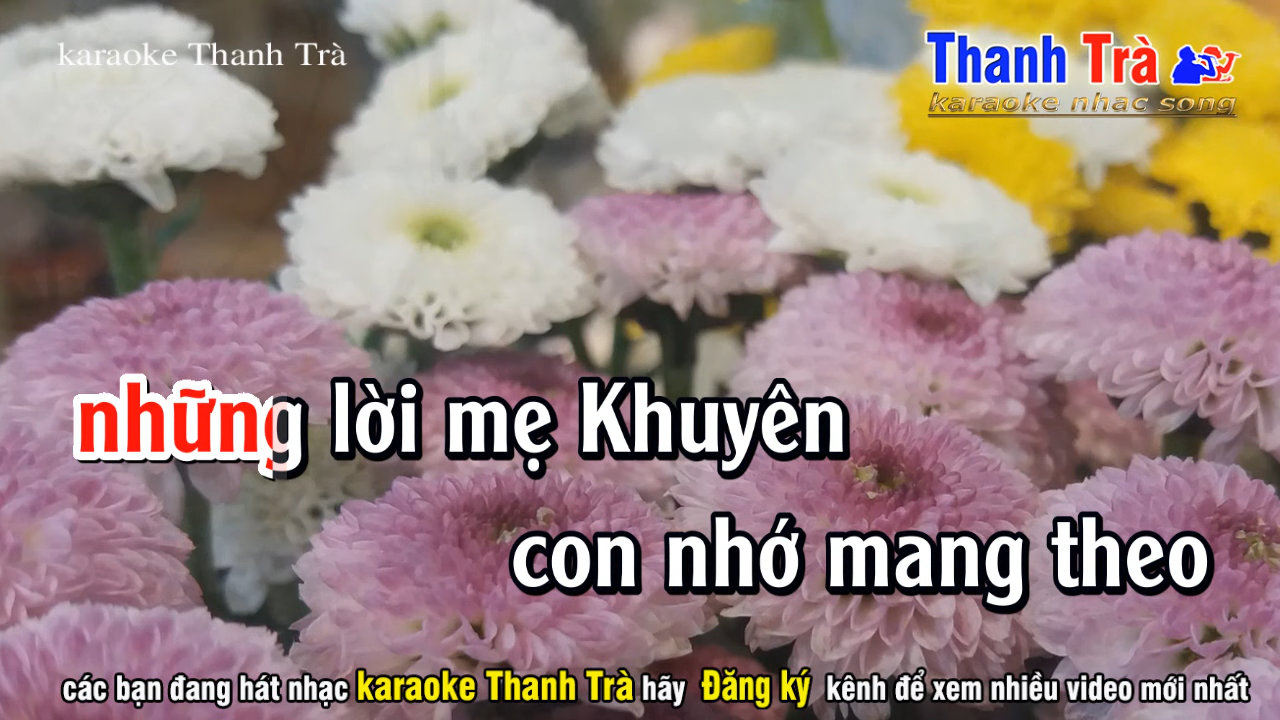 karaoke Thanh Trà
Thanh Trà
karaoke nhac song
những lời mẹ Khuyên
con nhớ mang theo
các bạn đang hát nhạc karaoke Thanh Trà hãy Đăng ký kênh để xem nhiều video mới nhất